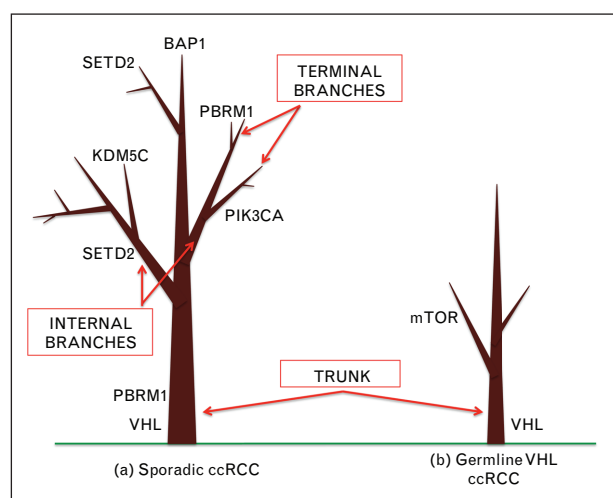 BAP1
SETD2
TERMINAL
BRANCHES
PBRM1
KDM5C
PIK3CA
SETD2
mTOR
INTERNAL
BRANCHES
TRUNK
PBRM1
VHL
VHL
(a) Sporadic ccRCC
(b) Germline VHL
ccRCC